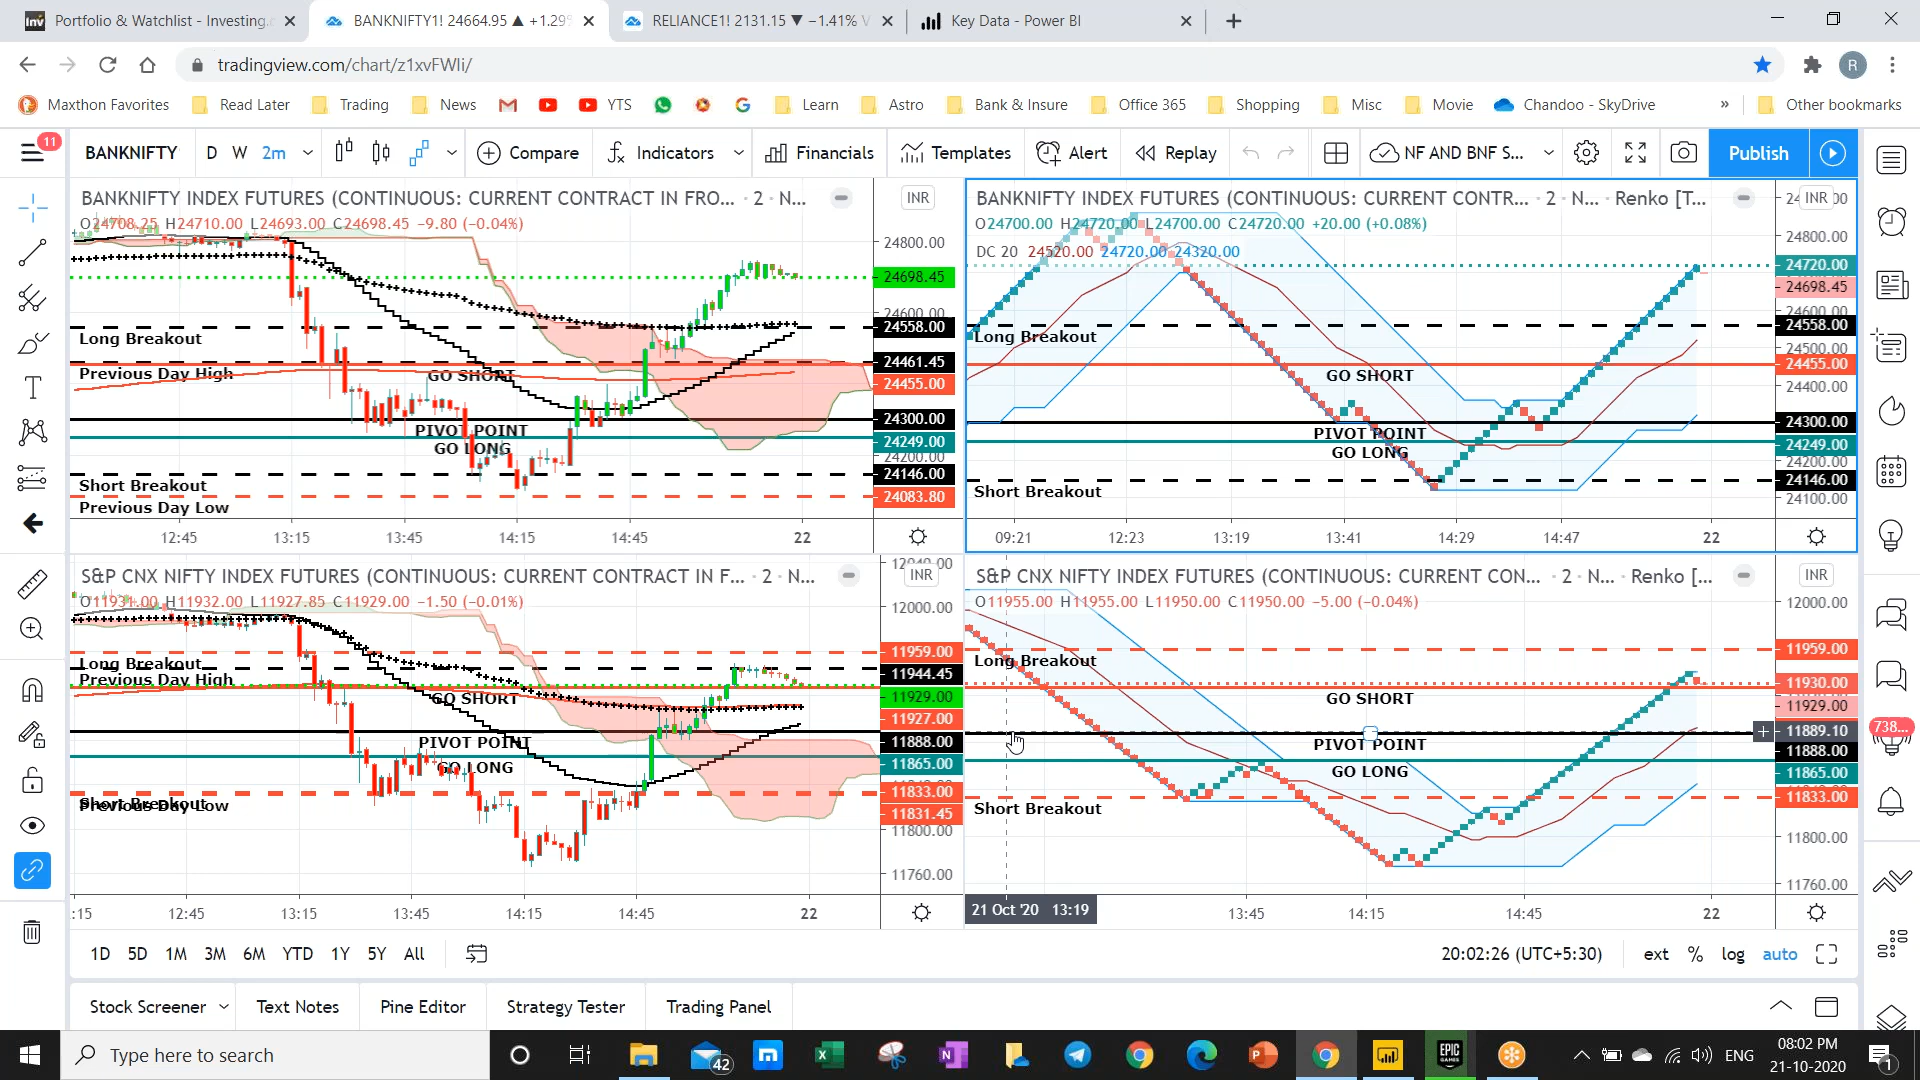 Portfolio & Watchlist - Investing.c
BANKNIFTY1! 24664.95 ▲ +1.29%
RELIANCE1! 2131.15 ▼ −1.41% V
Key Data - Power BI
tradingview.com/chart/z1xvFWIi/
R
Maxthon Favorites
Read Later
Trading
News
YTS
Learn
Astro
Bank & Insure
Office 365
Shopping
Misc
Movie
Chandoo - SkyDrive
»
Other bookmarks
11
BANKNIFTY
D W 2m
Compare
Indicators
Financials
Templates
Alert
Replay
NF AND BNF S...
Publish
BANKNIFTY INDEX FUTURES (CONTINUOUS: CURRENT CONTRACT IN FRO... · 2 · N...
INR
O24708.25 H24710.00 L24693.00 C24698.45 −9.80 (−0.04%)
24800.00
24698.45
24600.00
24558.00
Long Breakout
24461.45
Previous Day High
GO SHORT
24455.00
24300.00
PIVOT POINT
24249.00
GO LONG
24200.00
24146.00
Short Breakout
24083.80
Previous Day Low
12:45 13:15 13:45 14:15 14:45 22
BANKNIFTY INDEX FUTURES (CONTINUOUS: CURRENT CONTR... · 2 · N... Renko [T...
INR
O24700.00 H24720.00 L24700.00 C24720.00 +20.00 (+0.08%)
DC 20 24520.00 24720.00 24320.00
24800.00
24720.00
24698.45
24600.00
24558.00
Long Breakout
24500.00
24455.00
GO SHORT
24400.00
24300.00
PIVOT POINT
24249.00
GO LONG
24200.00
24146.00
Short Breakout
24100.00
09:21 12:23 13:19 13:41 14:29 14:47 22
S&P CNX NIFTY INDEX FUTURES (CONTINUOUS: CURRENT CONTRACT IN F... · 2 · N...
12040.00
INR
O11931.00 H11932.00 L11927.85 C11929.00 −1.50 (−0.01%)
12000.00
11959.00
Long Breakout
11944.45
Previous Day High
11929.00
GO SHORT
11927.00
11888.00
PIVOT POINT
11865.00
GO LONG
11833.00
Short Breakout
Previous Day Low
11831.45
11800.00
11760.00
:15 12:45 13:15 13:45 14:15 14:45 22
S&P CNX NIFTY INDEX FUTURES (CONTINUOUS: CURRENT CON... · 2 · N... Renko [...
INR
O11955.00 H11955.00 L11950.00 C11950.00 −5.00 (−0.04%)
12000.00
11959.00
Long Breakout
11930.00
GO SHORT
11929.00
11889.10
PIVOT POINT
11888.00
GO LONG
11865.00
11833.00
Short Breakout
11800.00
11760.00
21 Oct '20 13:19
13:45 14:15 14:45 22
738...
1D 5D 1M 3M 6M YTD 1Y 5Y All
20:02:26 (UTC+5:30)
ext % log auto
Stock Screener
Text Notes
Pine Editor
Strategy Tester
Trading Panel
Type here to search
42
ENG
08:02 PM
21-10-2020
1